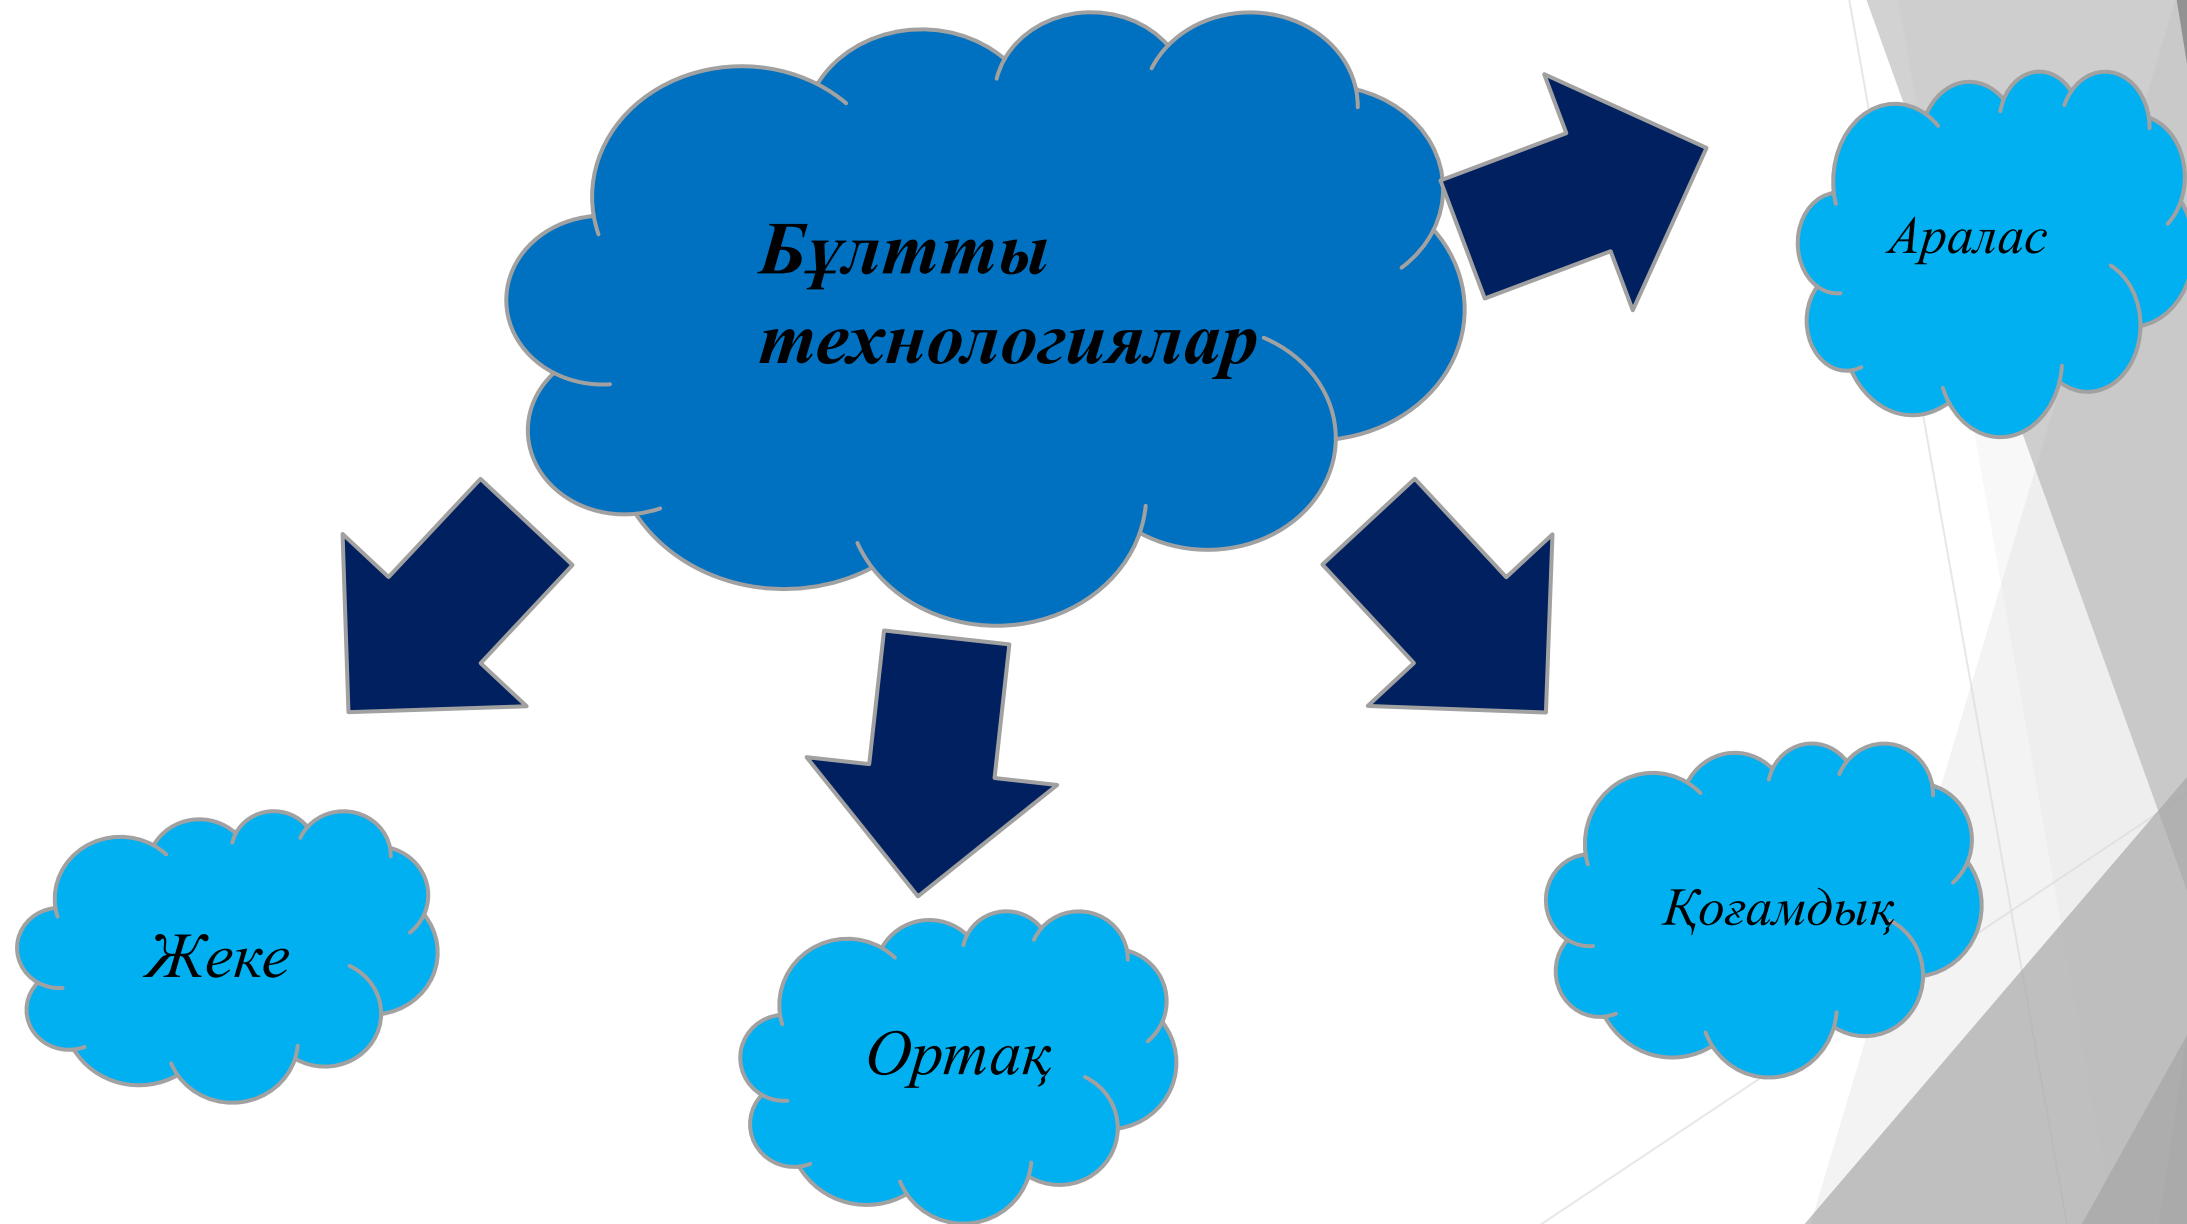 Бұлтты
технологиялар
Аралас
Жеке
Ортақ
Қоғамдық